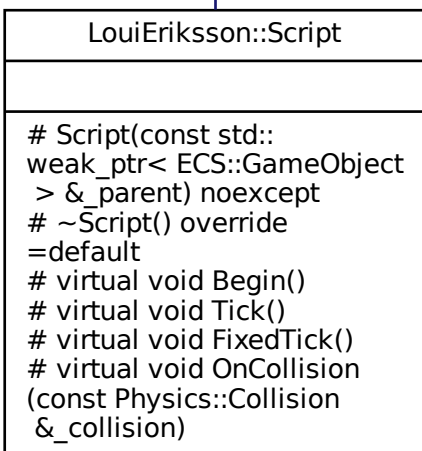 LouiEriksson::Script
# Script(const std::
weak_ptr< ECS::GameObject
> &_parent) noexcept
# ~Script() override
=default
# virtual void Begin()
# virtual void Tick()
# virtual void FixedTick()
# virtual void OnCollision
(const Physics::Collision
&_collision)